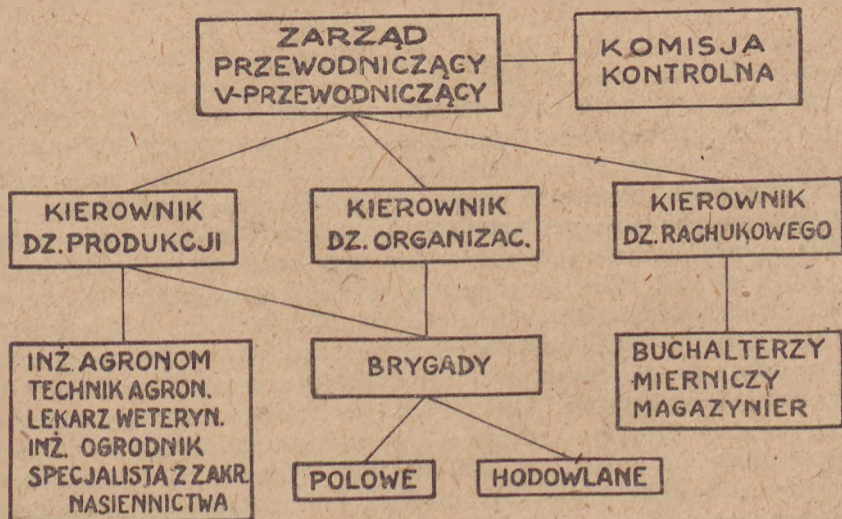 ZARZĄD
PRZEWODNICZĄCY
V-PRZEWODNICZĄCY
KOMISJA
KONTROLNA
KIEROWNIK
DZ. PRODUKCJI
KIEROWNIK
DZ. ORGANIZAC.
KIEROWNIK
DZ. RACHUKOWEGO
INŻ. AGRONOM
TECHNIK AGRON.
LEKARZ WETERYN.
INŻ. OGRODNIK
SPECJALISTA Z ZAKR.
NASIENNICTWA
BRYGADY
BUCHALTERZY
MIERNICZY
MAGAZYNIER
POLOWE
HODOWLANE